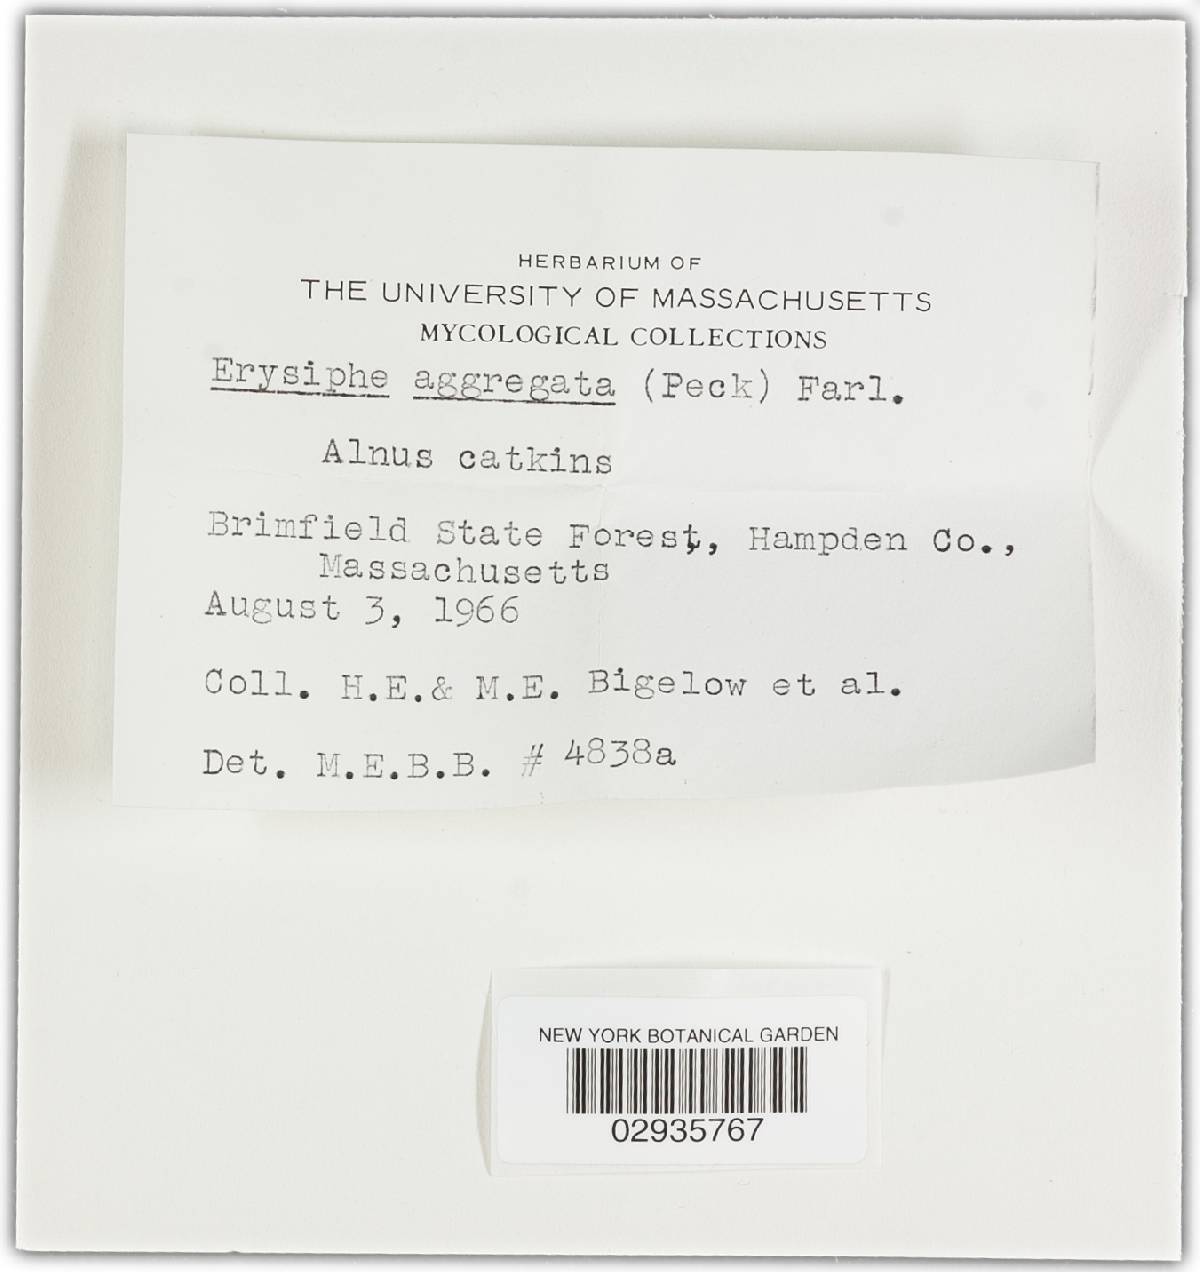 HERBARIUM OF
THE UNIVERSITY OF MASSACHUSETTS
MYCOLOGICAL COLLECTIONS
Erysiphe aggregata (Peck) Farl.
Alnus catkins
Brimfield State Forest, Hampden Co.,
Massachusetts
August 3, 1966
Coll. H.E.& M.E. Bigelow et al.
Det. M.E.B.B. # 4838a
NEW YORK BOTANICAL GARDEN
02935767